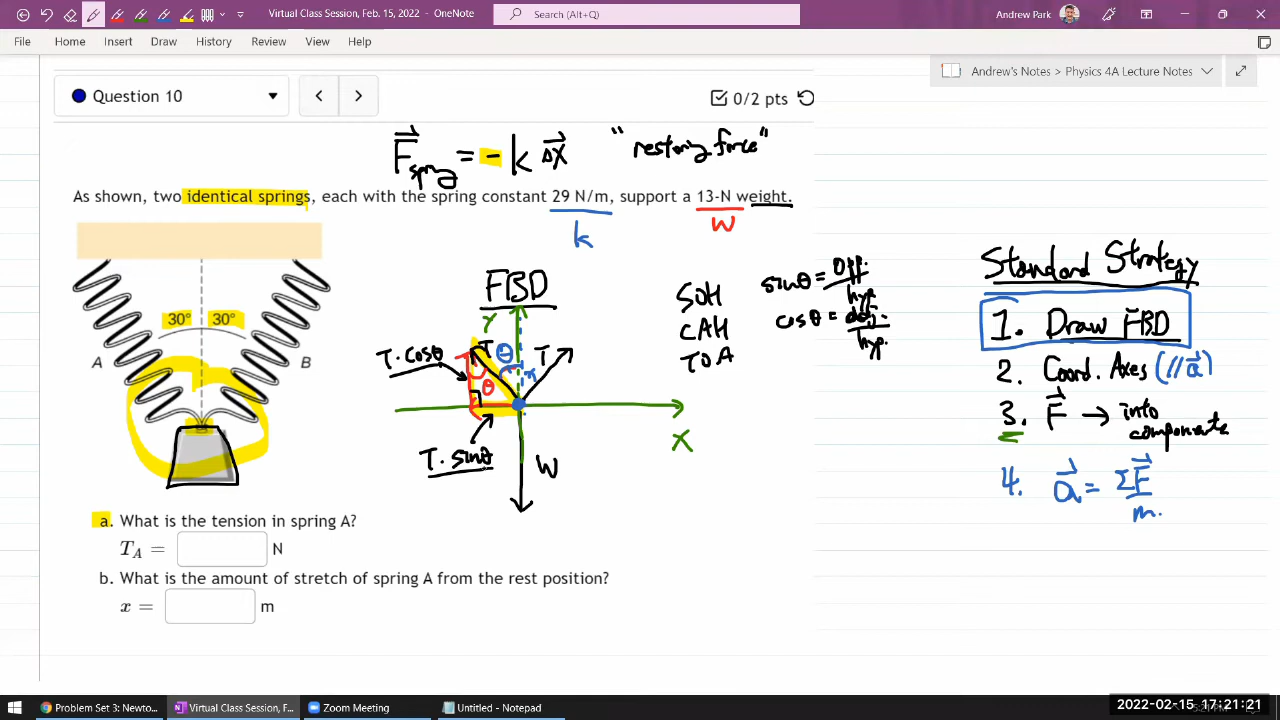 Virtual Class Session, Feb. 15, 2022 - OneNote
Search (Alt+Q)
Andrew Park
File Home Insert Draw History Review View Help
Andrew's Notes > Physics 4A Lecture Notes
Question 10
0/2 pts
F spring = - k Δx "restoring force"
As shown, two identical springs, each with the spring constant 29 N/m, support a 13-N weight.
k
W
30° 30°
A
B
FBD
Y
T
θ
T
T·cosθ
θ
T·sinθ
W
X
SOH
CAH
TOA
sinθ = opp. / hyp.
cosθ = adj. / hyp.
Standard Strategy
1. Draw FBD
2. Coord. Axes (// a)
3. F → into components
4. a = ΣF / m.
a. What is the tension in spring A?
T_A = N
b. What is the amount of stretch of spring A from the rest position?
x = m
Problem Set 3: Newto...
Virtual Class Session, F...
Zoom Meeting
Untitled - Notepad
2022-02-15 17:21:21